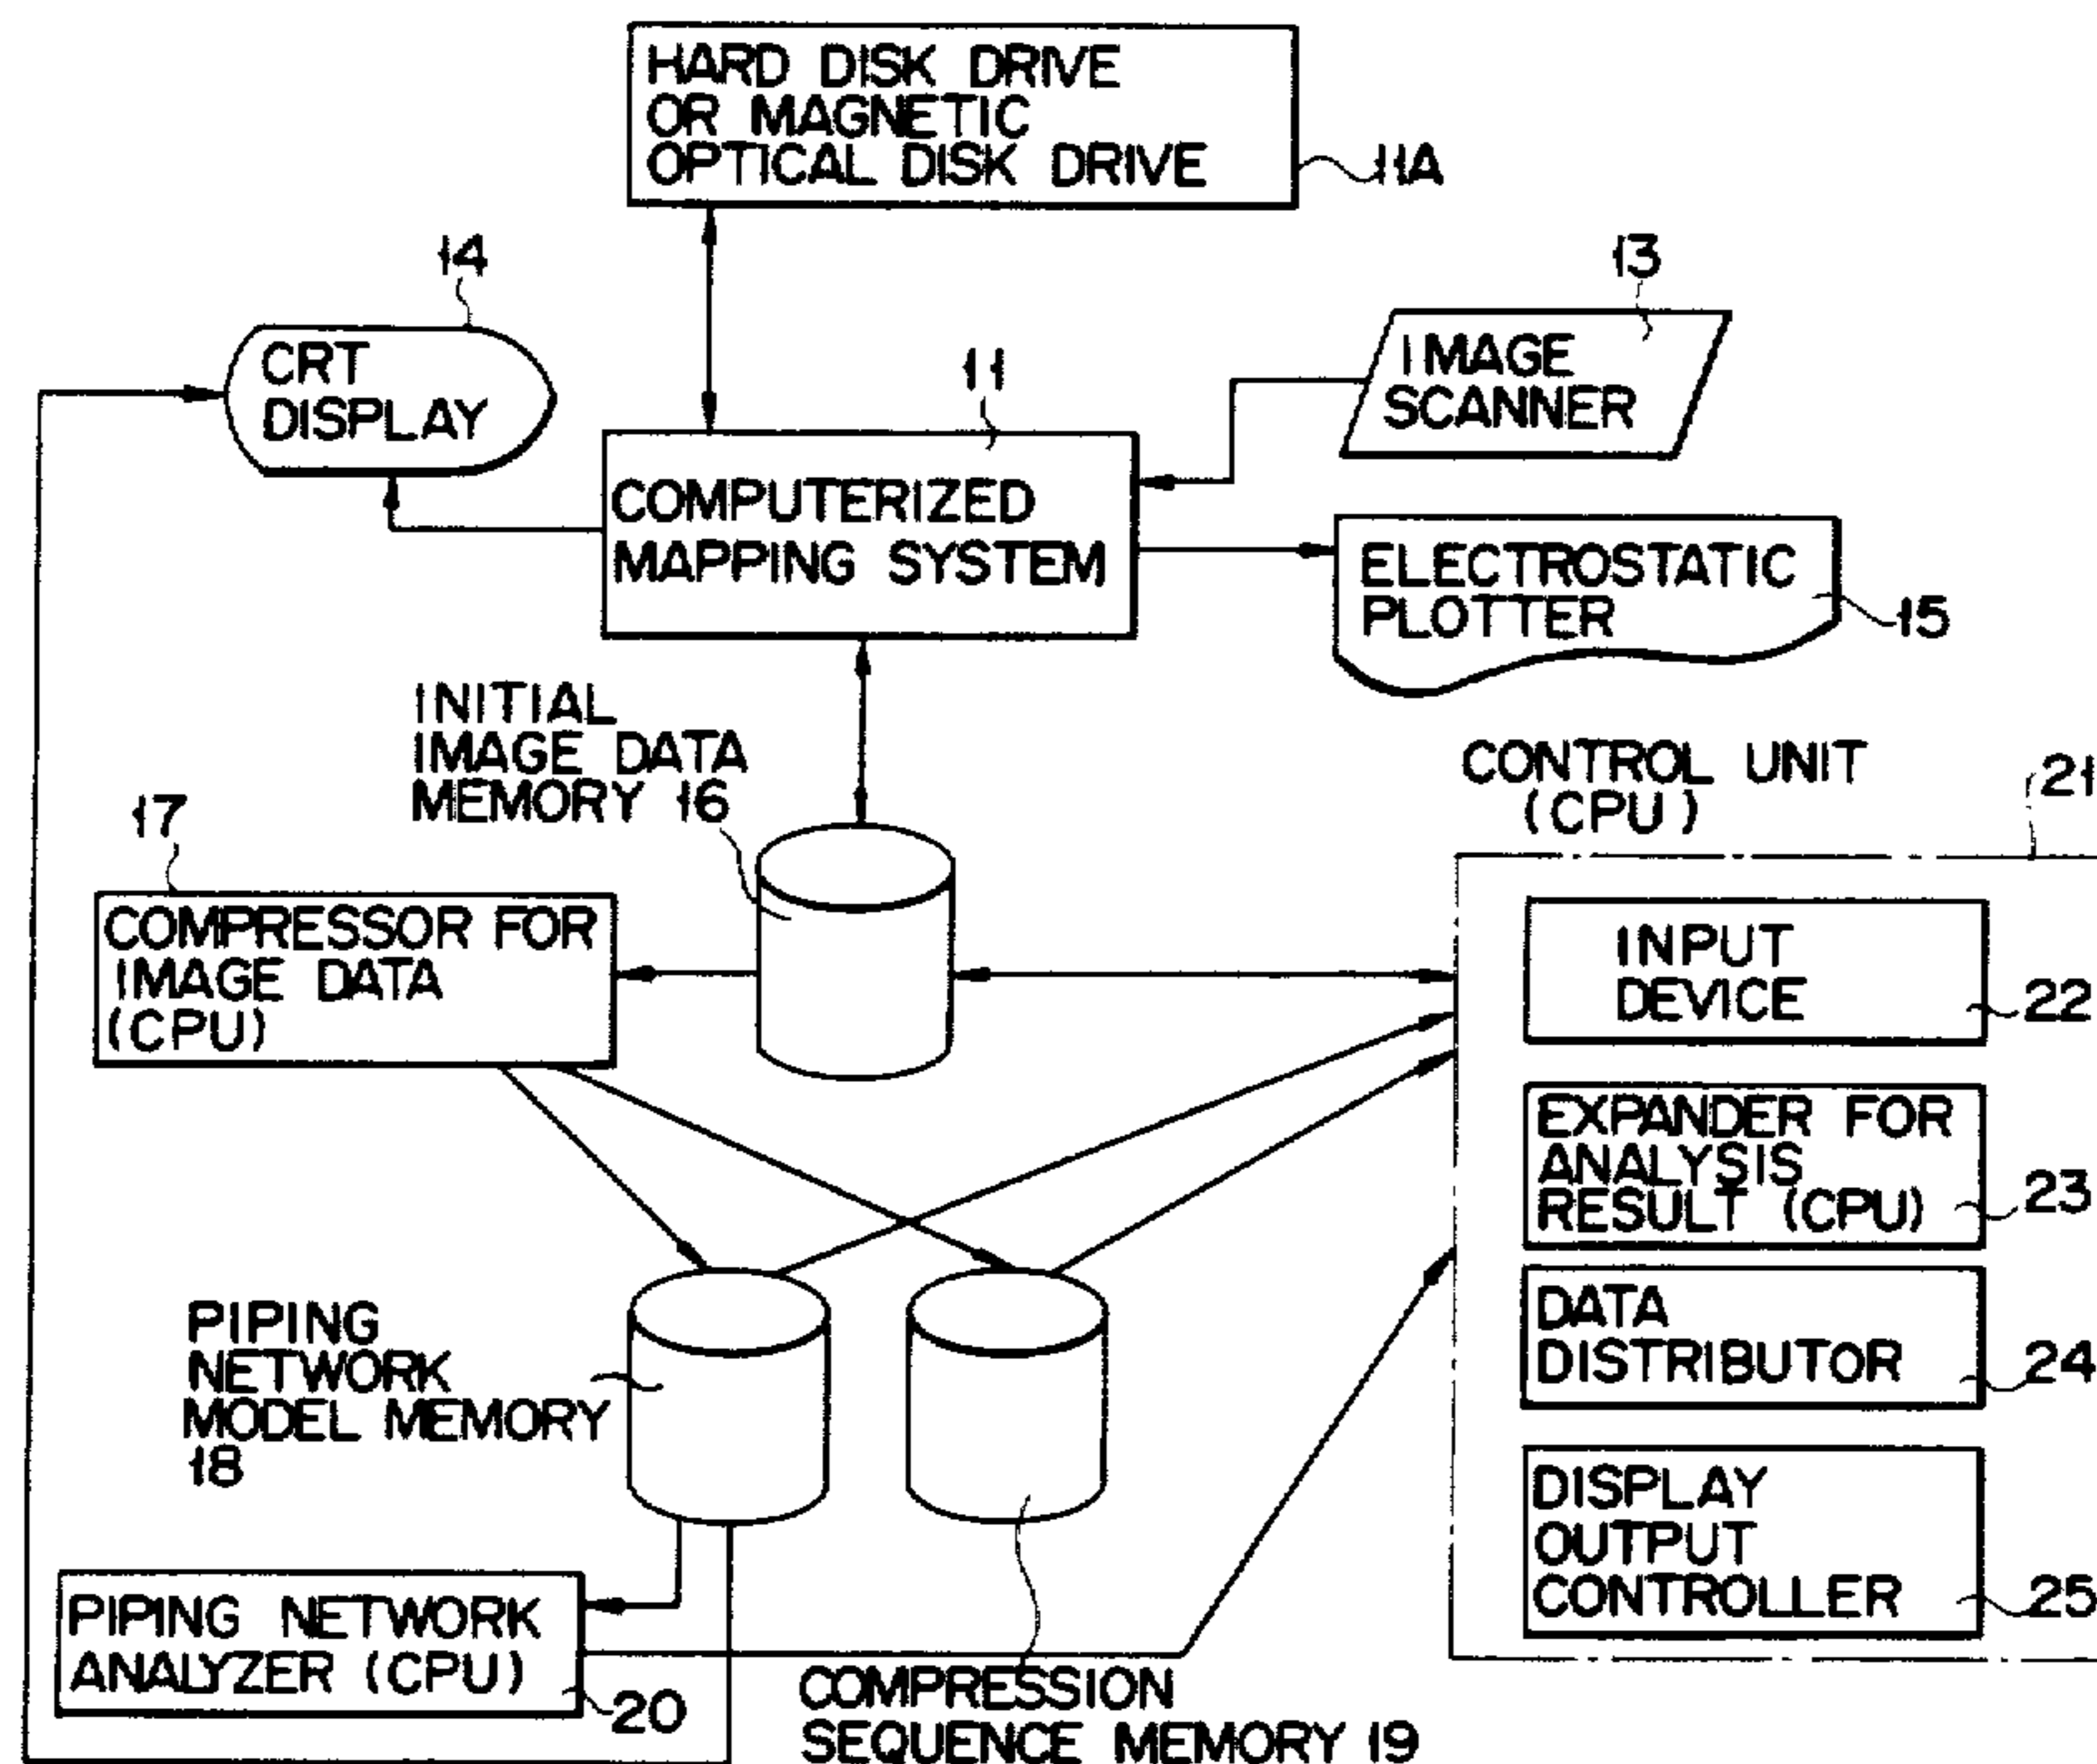 HARD DISK DRIVE
OR MAGNETIC
OPTICAL DISK DRIVE
11A
14
13
CRT
DISPLAY
11
IMAGE
SCANNER
COMPUTERIZED
MAPPING SYSTEM
ELECTROSTATIC
PLOTTER
15
INITIAL
IMAGE DATA
MEMORY 16
CONTROL UNIT
(CPU)
21
17
COMPRESSOR FOR
IMAGE DATA
(CPU)
INPUT
DEVICE
22
EXPANDER FOR
ANALYSIS
RESULT (CPU)
23
DATA
DISTRIBUTOR
24
PIPING
NETWORK
MODEL MEMORY
18
DISPLAY
OUTPUT
CONTROLLER
25
PIPING NETWORK
ANALYZER (CPU)
20
COMPRESSION
SEQUENCE MEMORY 19